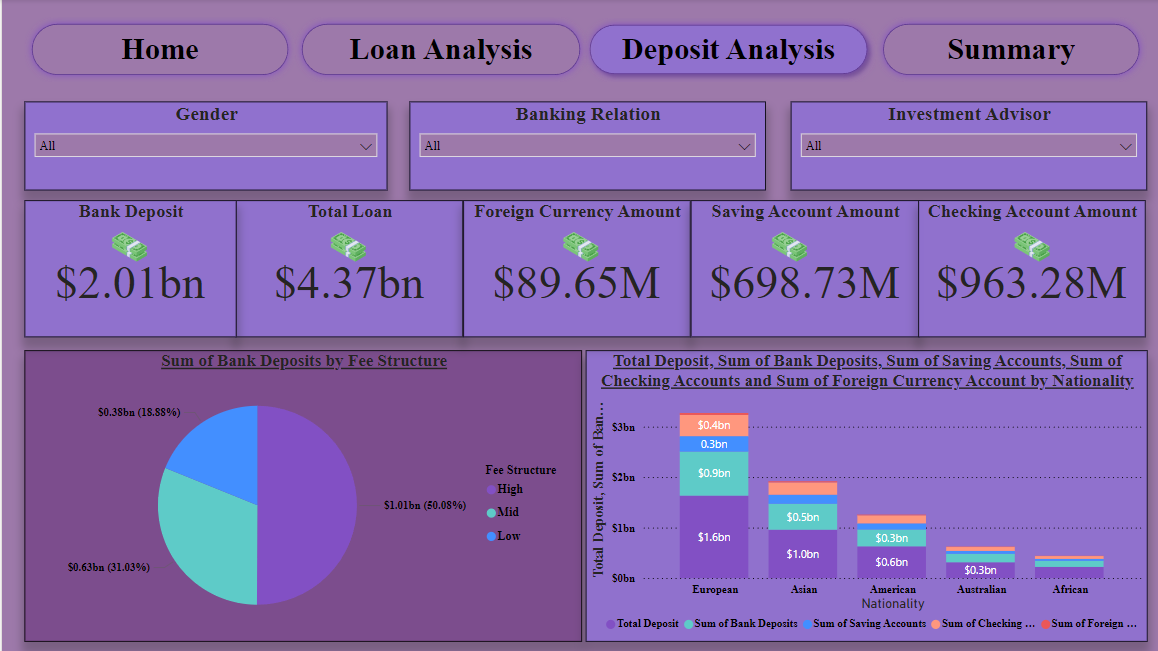 Home
Loan Analysis
Deposit Analysis
Summary
Gender
All
Banking Relation
All
Investment Advisor
All
Bank Deposit
$2.01bn
Total Loan
$4.37bn
Foreign Currency Amount
$89.65M
Saving Account Amount
$698.73M
Checking Account Amount
$963.28M
Sum of Bank Deposits by Fee Structure
$0.38bn (18.88%)
$1.01bn (50.08%)
$0.63bn (31.03%)
Fee Structure
High
Mid
Low
Total Deposit, Sum of Bank Deposits, Sum of Saving Accounts, Sum of
Checking Accounts and Sum of Foreign Currency Account by Nationality
Total Deposit, Sum of Ban...
$3bn
$2bn
$1bn
$0bn
$0.4bn
0.3bn
$0.9bn
$1.6bn
$0.5bn
$1.0bn
$0.3bn
$0.6bn
$0.3bn
European
Asian
American
Australian
African
Nationality
Total Deposit
Sum of Bank Deposits
Sum of Saving Accounts
Sum of Checking ...
Sum of Foreign ...